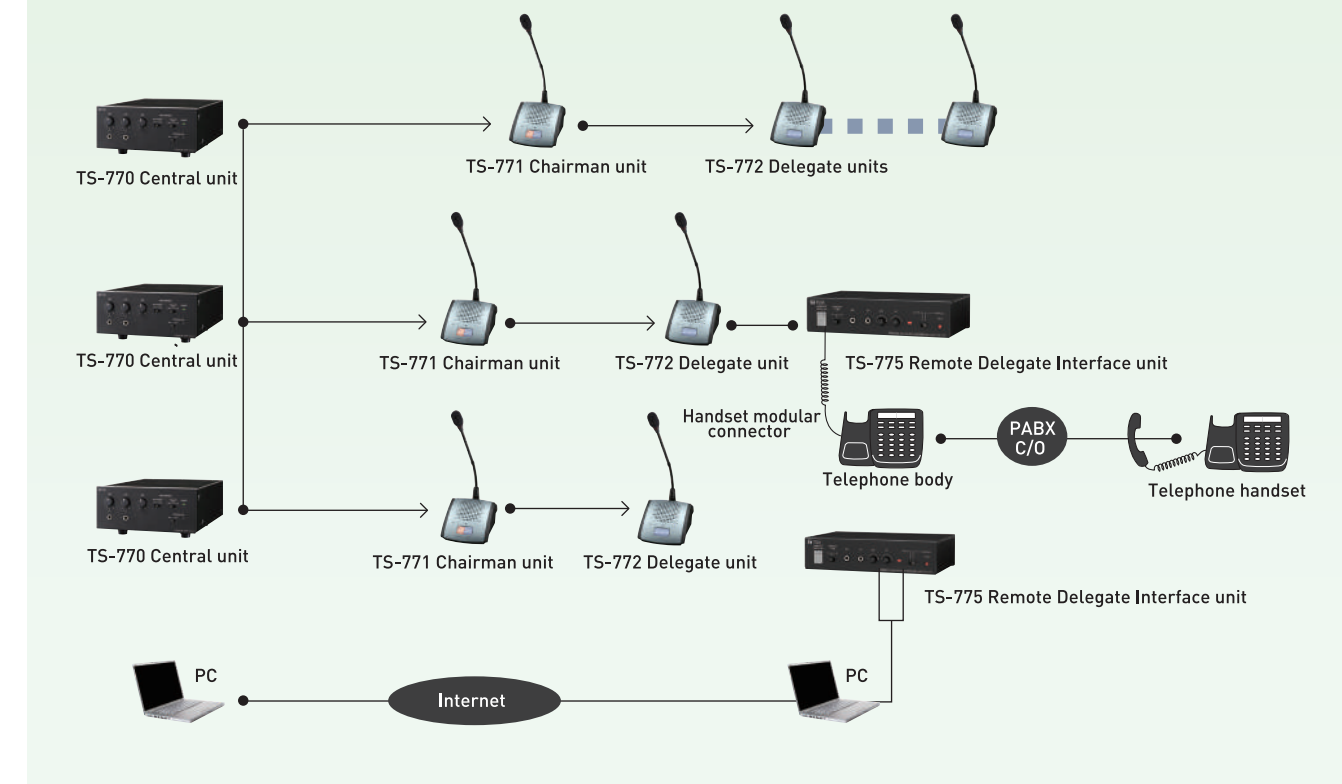 TS-770 Central unit
TS-771 Chairman unit
TS-772 Delegate units
TS-770 Central unit
TS-771 Chairman unit
TS-772 Delegate unit
TS-775 Remote Delegate Interface unit
Handset modular
connector
PABX
C/O
Telephone body
Telephone handset
TS-770 Central unit
TS-771 Chairman unit
TS-772 Delegate unit
TS-775 Remote Delegate Interface unit
PC
Internet
PC